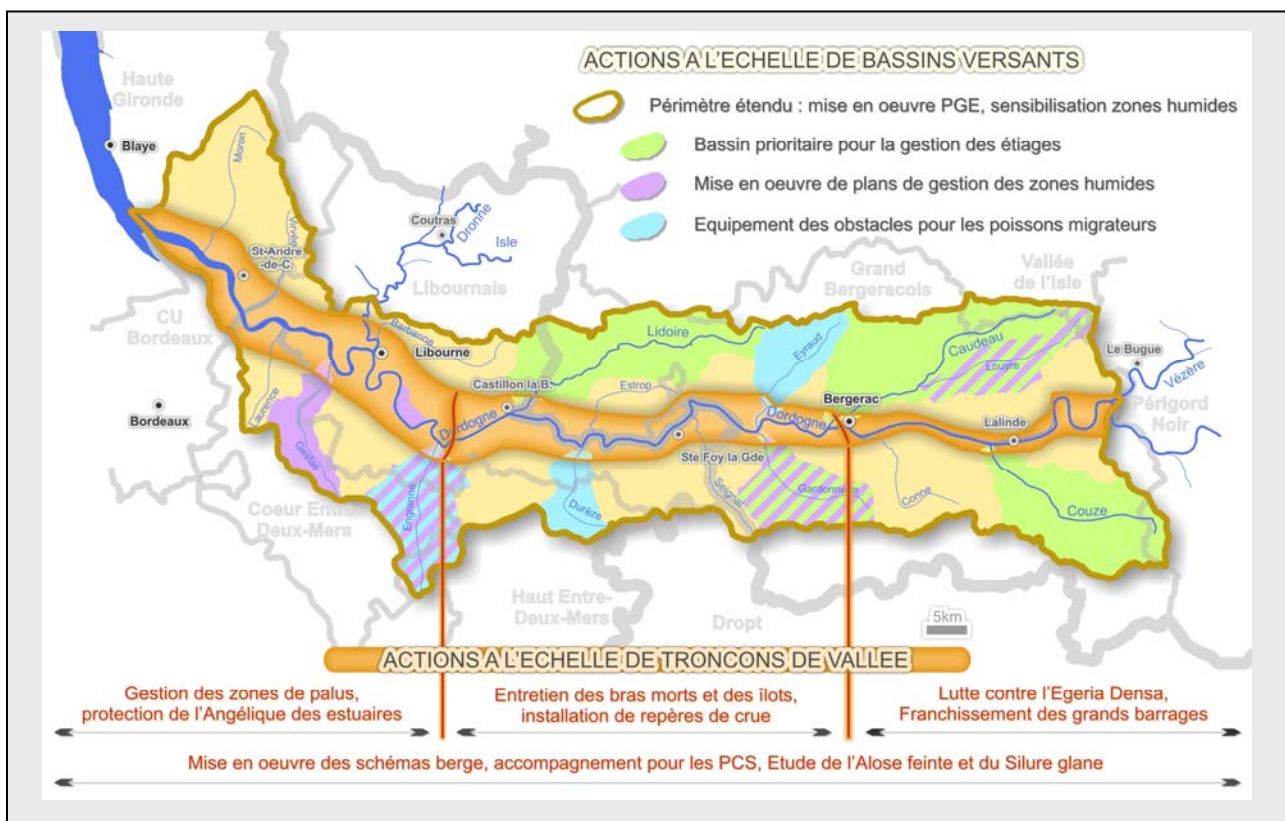 ACTIONS A L'ECHELLE DE BASSINS VERSANTS
Périmètre étendu : mise en oeuvre PGE, sensibilisation zones humides
Bassin prioritaire pour la gestion des étiages
Mise en oeuvre de plans de gestion des zones humides
Equipement des obstacles pour les poissons migrateurs
Haute
Gironde
Blaye
Moron
Virvée
St-Andre
-de-C.
Coutras
Dronne
Isle
Libournais
CU
Bordeaux
Grand
Bergeracois
Vallée
de l'Isle
Barbanne
Libourne
Lidoire
Eyraud
Caudeau
Louyre
Le Bugue
Vézère
Castillon la B.
Estrop
Bergerac
Laurence
Bordeaux
Dordogne
Dordogne
Lalinde
Périgord
Noir
Ste Foy la Gde
Gestas
Engranne
Durèze
Seignal
Gardonnette
Conne
Couze
Coeur Entre-
Deux-Mers
Haut Entre-
Deux-Mers
Dropt
5km
ACTIONS A L'ECHELLE DE TRONCONS DE VALLEE
Gestion des zones de palus,
protection de l'Angélique des estuaires
Entretien des bras morts et des îlots,
installation de repères de crue
Lutte contre l'Egeria Densa,
Franchissement des grands barrages
Mise en oeuvre des schémas berge, accompagnement pour les PCS, Etude de l'Alose feinte et du Silure glane